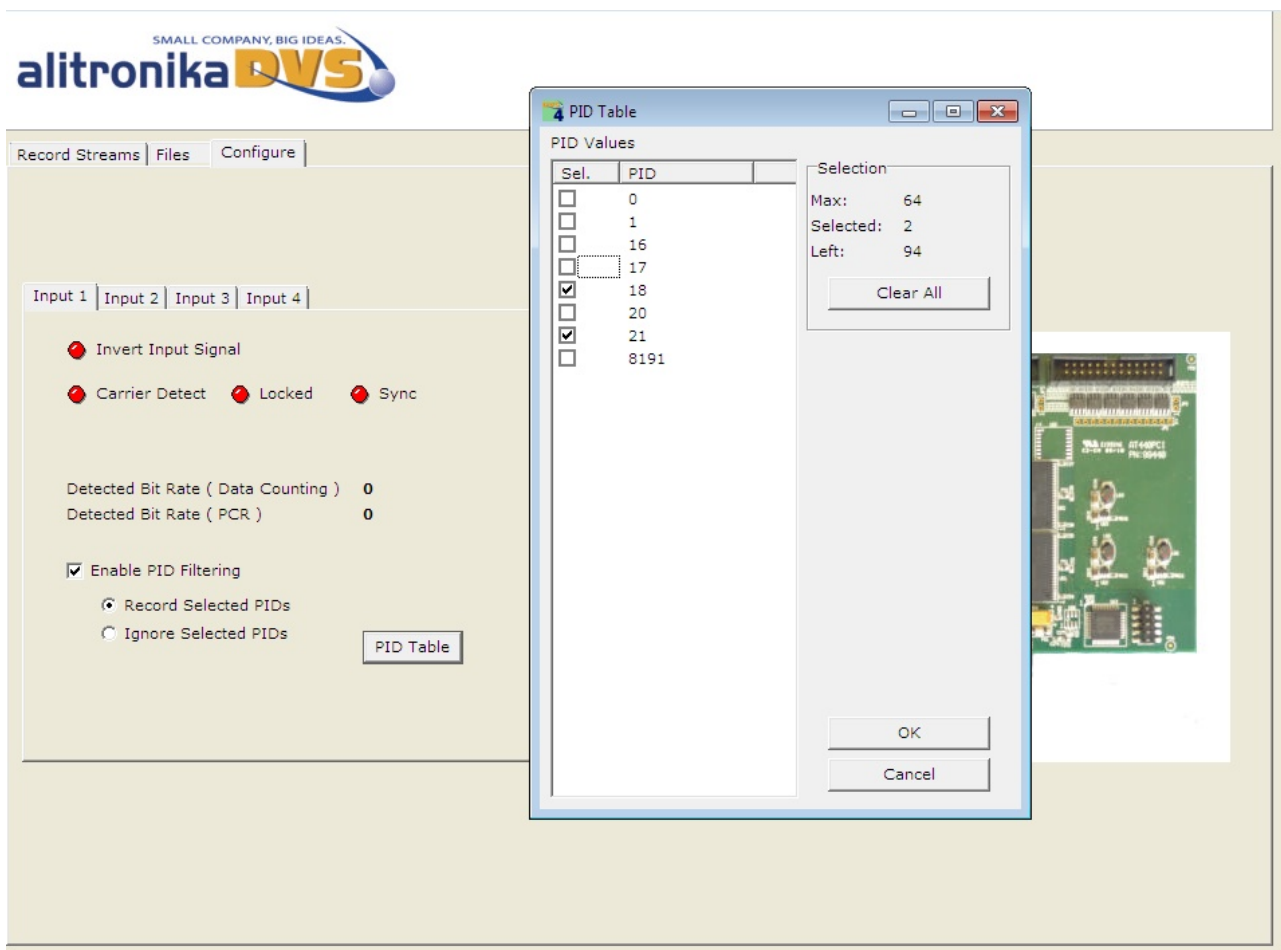 SMALL COMPANY, BIG IDEAS.
alitronika DVS
Record Streams Files Configure
Input 1 Input 2 Input 3 Input 4
Invert Input Signal
Carrier Detect Locked Sync
Detected Bit Rate ( Data Counting ) 0
Detected Bit Rate ( PCR ) 0
Enable PID Filtering
Record Selected PIDs
Ignore Selected PIDs
PID Table
PID Table
PID Values
Sel. PID
0
1
16
17
18
20
21
8191
Selection
Max: 64
Selected: 2
Left: 94
Clear All
OK
Cancel
AT440PCI